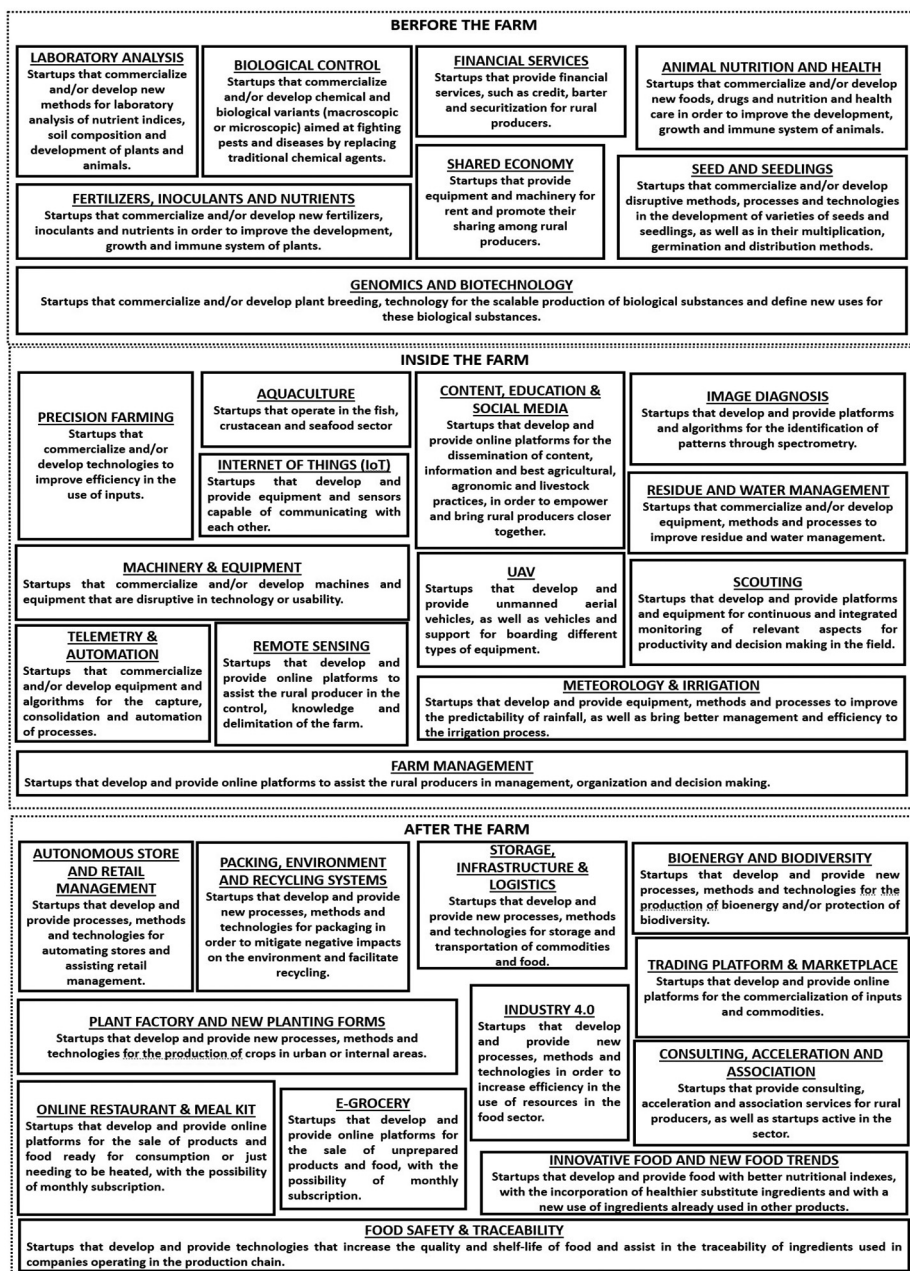 BERFORE THE FARM
LABORATORY ANALYSIS
Startups that commercialize
and/or develop new
methods for laboratory
analysis of nutrient indices,
soil composition and
development of plants and
animals.
BIOLOGICAL CONTROL
Startups that commercialize
and/or develop chemical and
biological variants (macroscopic
or microscopic) aimed at fighting
pests and diseases by replacing
traditional chemical agents.
FINANCIAL SERVICES
Startups that provide financial
services, such as credit, barter
and securitization for rural
producers.
ANIMAL NUTRITION AND HEALTH
Startups that commercialize and/or develop
new foods, drugs and nutrition and health
care in order to improve the development,
growth and immune system of animals.
SHARED ECONOMY
Startups that provide
equipment and machinery for
rent and promote their
sharing among rural
producers.
SEED AND SEEDLINGS
Startups that commercialize and/or develop
disruptive methods, processes and technologies
in the development of varieties of seeds and
seedlings, as well as in their multiplication,
germination and distribution methods.
FERTILIZERS, INOCULANTS AND NUTRIENTS
Startups that commercialize and/or develop new fertilizers,
inoculants and nutrients in order to improve the development,
growth and immune system of plants.
GENOMICS AND BIOTECHNOLOGY
Startups that commercialize and/or develop plant breeding, technology for the scalable production of biological substances and define new uses for
these biological substances.
INSIDE THE FARM
PRECISION FARMING
Startups that
commercialize and/or
develop technologies to
improve efficiency in the
use of inputs.
AQUACULTURE
Startups that operate in the fish,
crustacean and seafood sector
INTERNET OF THINGS (IoT)
Startups that develop and
provide equipment and sensors
capable of communicating with
each other.
CONTENT, EDUCATION &
SOCIAL MEDIA
Startups that develop and
provide online platforms for the
dissemination of content,
information and best agricultural,
agronomic and livestock
practices, in order to empower
and bring rural producers closer
together.
IMAGE DIAGNOSIS
Startups that develop and provide platforms
and algorithms for the identification of
patterns through spectrometry.
RESIDUE AND WATER MANAGEMENT
Startups that commercialize and/or develop
equipment, methods and processes to
improve residue and water management.
MACHINERY & EQUIPMENT
Startups that commercialize and/or develop machines and
equipment that are disruptive in technology or usability.
UAV
Startups that develop and
provide unmanned aerial
vehicles, as well as vehicles and
support for boarding different
types of equipment.
SCOUTING
Startups that develop and provide platforms
and equipment for continuous and integrated
monitoring of relevant aspects for
productivity and decision making in the field.
TELEMETRY &
AUTOMATION
Startups that commercialize
and/or develop equipment and
algorithms for the capture,
consolidation and automation
of processes.
REMOTE SENSING
Startups that develop and
provide online platforms to
assist the rural producer in the
control, knowledge and
delimitation of the farm.
METEOROLOGY & IRRIGATION
Startups that develop and provide equipment, methods and processes to improve
the predictability of rainfall, as well as bring better management and efficiency to
the irrigation process.
FARM MANAGEMENT
Startups that develop and provide online platforms to assist the rural producers in management, organization and decision making.
AFTER THE FARM
AUTONOMOUS STORE
AND RETAIL
MANAGEMENT
Startups that develop and
provide processes, methods
and technologies for
automating stores and
assisting retail
management.
PACKING, ENVIRONMENT
AND RECYCLING SYSTEMS
Startups that develop and provide
new processes, methods and
technologies for packaging in
order to mitigate negative impacts
on the environment and facilitate
recycling.
STORAGE,
INFRASTRUCTURE &
LOGISTICS
Startups that develop and
provide new processes, methods
and technologies for storage and
transportation of commodities
and food.
BIOENERGY AND BIODIVERSITY
Startups that develop and provide new
processes, methods and technologies for the
production of bioenergy and/or protection of
biodiversity.
TRADING PLATFORM & MARKETPLACE
Startups that develop and provide online
platforms for the commercialization of inputs
and commodities.
PLANT FACTORY AND NEW PLANTING FORMS
Startups that develop and provide new processes, methods and
technologies for the production of crops in urban or internal areas.
INDUSTRY 4.0
Startups that develop
and provide new
processes, methods and
technologies in order to
increase efficiency in the
use of resources in the
food sector.
CONSULTING, ACCELERATION AND
ASSOCIATION
Startups that provide consulting,
acceleration and association services for rural
producers, as well as startups active in the
sector.
ONLINE RESTAURANT & MEAL KIT
Startups that develop and provide online
platforms for the sale of products and
food ready for consumption or just
needing to be heated, with the possibility
of monthly subscription.
E-GROCERY
Startups that develop and
provide online platforms for
the sale of unprepared
products and food, with the
possibility of monthly
subscription.
INNOVATIVE FOOD AND NEW FOOD TRENDS
Startups that develop and provide food with better nutritional indexes,
with the incorporation of healthier substitute ingredients and with a
new use of ingredients already used in other products.
FOOD SAFETY & TRACEABILITY
Startups that develop and provide technologies that increase the quality and shelf-life of food and assist in the traceability of ingredients used in
companies operating in the production chain.